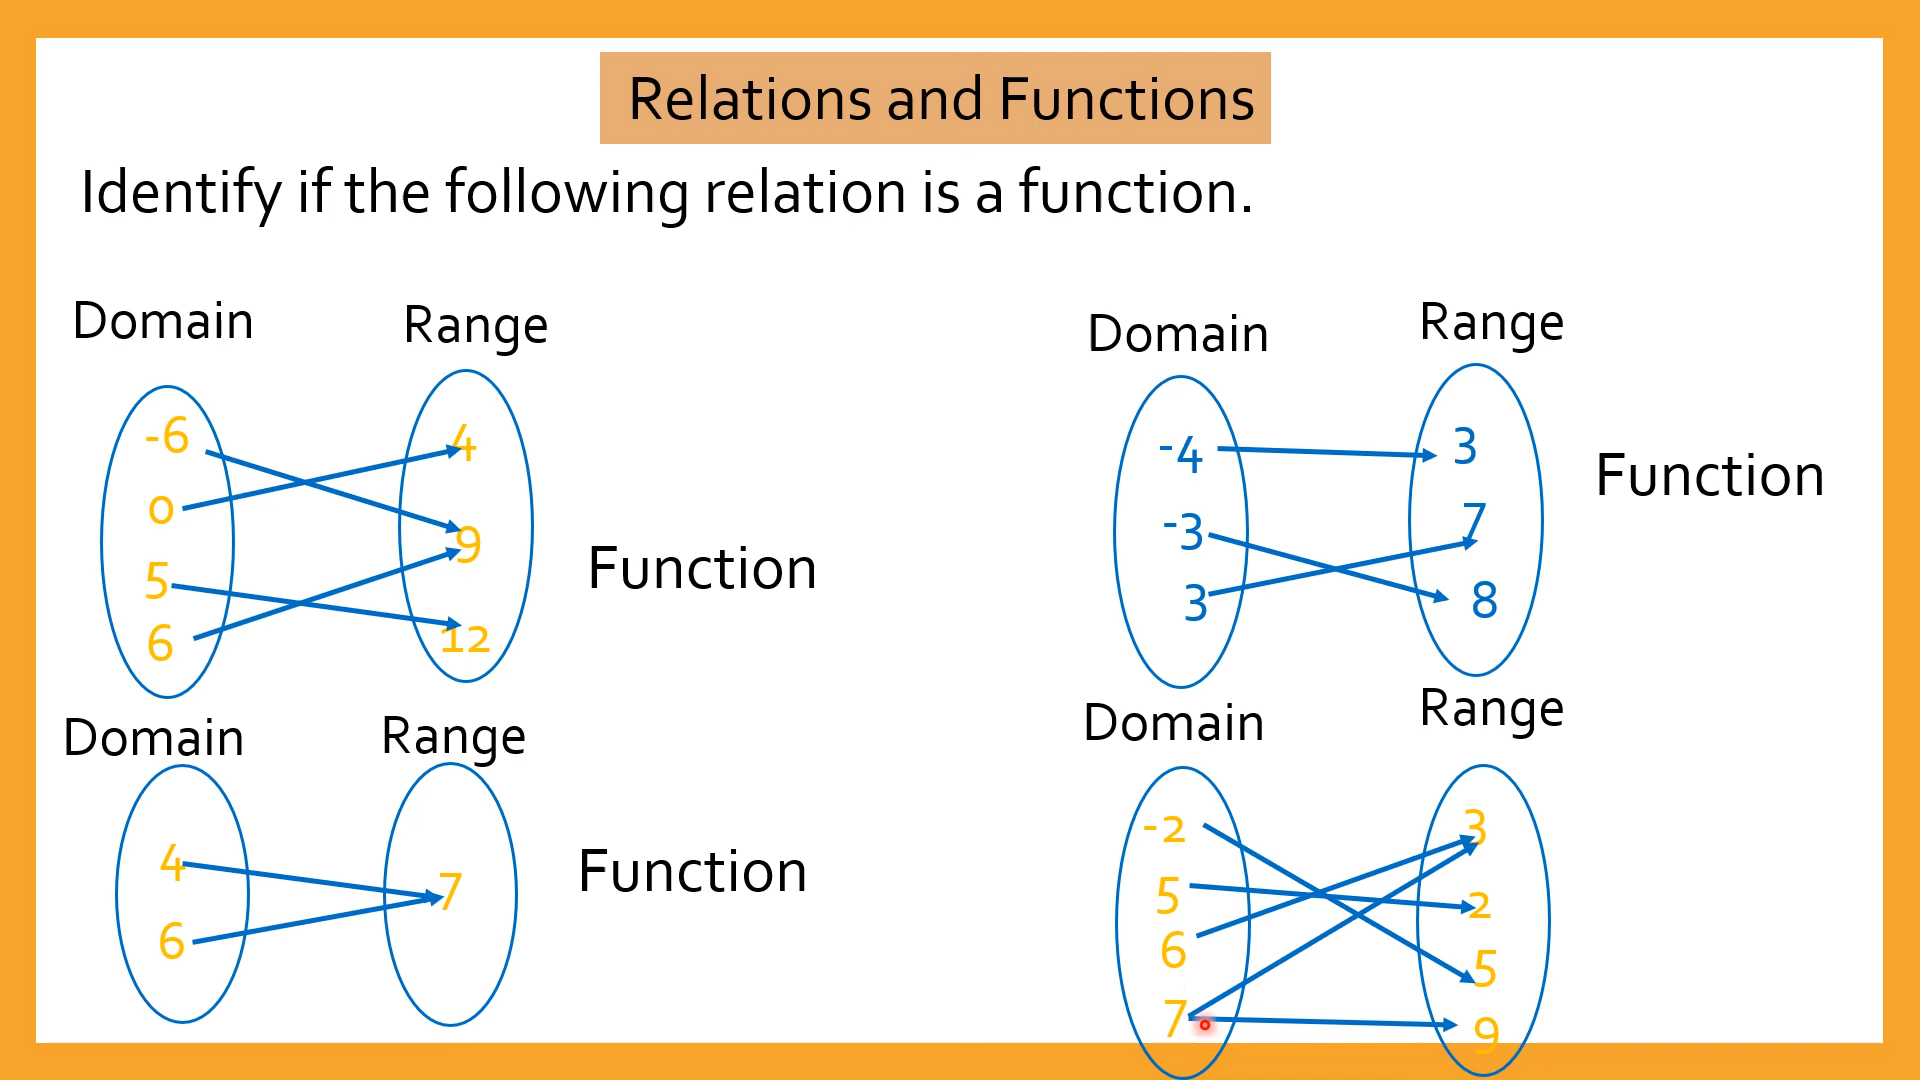 Relations and Functions
Identify if the following relation is a function.
Domain Range
-6 4
0 9
5 12
6
Function
Domain Range
-4 3
-3 7
3 8
Function
Domain Range
4 7
6
Function
Domain Range
-2 3
5 2
6 5
7 9